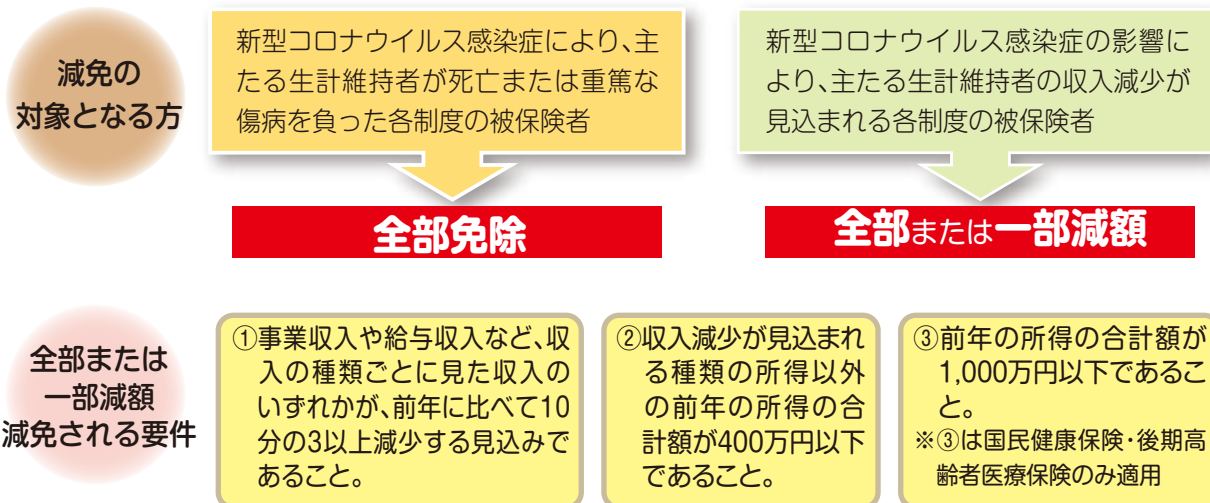 減免の
対象となる方
新型コロナウイルス感染症により、主
たる生計維持者が死亡または重篤な
傷病を負った各制度の被保険者
全部免除
新型コロナウイルス感染症の影響に
より、主たる生計維持者の収入減少が
見込まれる各制度の被保険者
全部または一部減額
全部または
一部減額
減免される要件
①事業収入や給与収入など、収
入の種類ごとに見た収入の
いずれかが、前年に比べて10
分の3以上減少する見込みで
あること。
②収入減少が見込まれ
る種類の所得以外
の前年の所得の合
計額が400万円以下
であること。
③前年の所得の合計額が
1,000万円以下であるこ
と。
※③は国民健康保険・後期高
齢者医療保険のみ適用